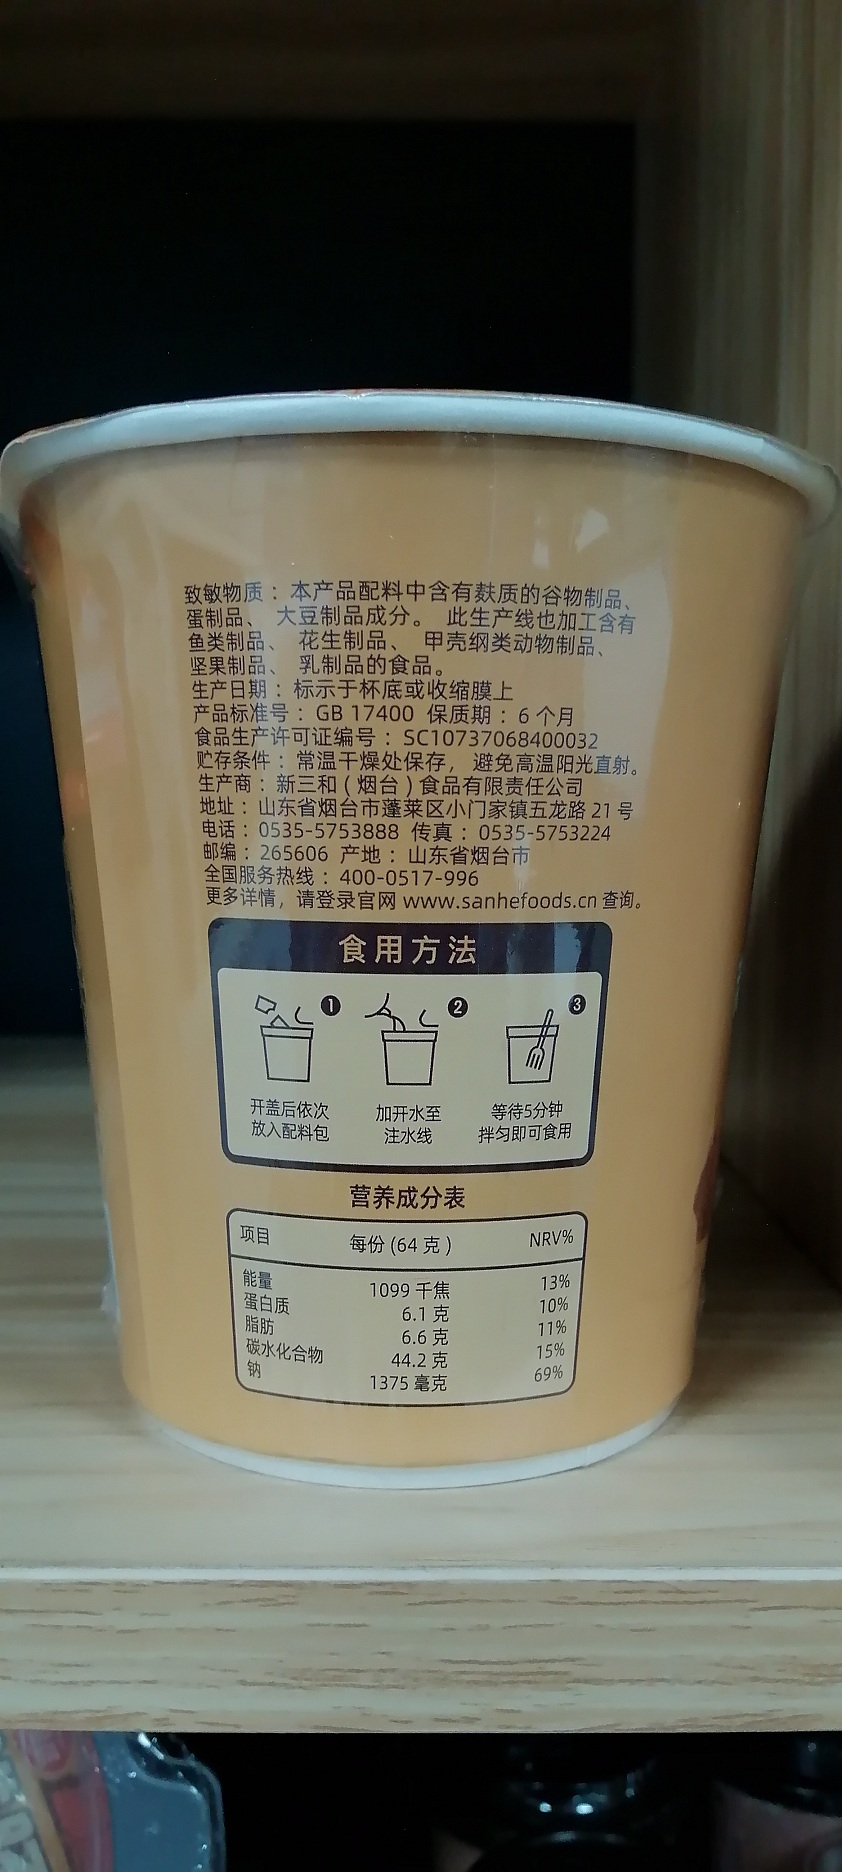 致敏物质：本产品配料中含有麸质的谷物制品、
蛋制品、大豆制品成分。 此生产线也加工含有
鱼类制品、花生制品、甲壳纲类动物制品、
坚果制品、乳制品的食品。
生产日期：标示于杯底或收缩膜上
产品标准号：GB 17400 保质期：6个月
食品生产许可证编号：SC10737068400032
贮存条件：常温干燥处保存，避免高温阳光直射。
生产商：新三和(烟台)食品有限责任公司
地址：山东省烟台市蓬莱区小门家镇五龙路21号
电话：0535-5753888 传真：0535-5753224
邮编：265606 产地：山东省烟台市
全国服务热线：400-0517-996
更多详情，请登录官网 www.sanhefoods.cn 查询。
食用方法
1 2 3
开盖后依次 加开水至 等待5分钟
放入配料包 注水线 拌匀即可食用
营养成分表
项目 每份(64克) NRV%
能量 1099千焦 13%
蛋白质 6.1克 10%
脂肪 6.6克 11%
碳水化合物 44.2克 15%
钠 1375毫克 69%